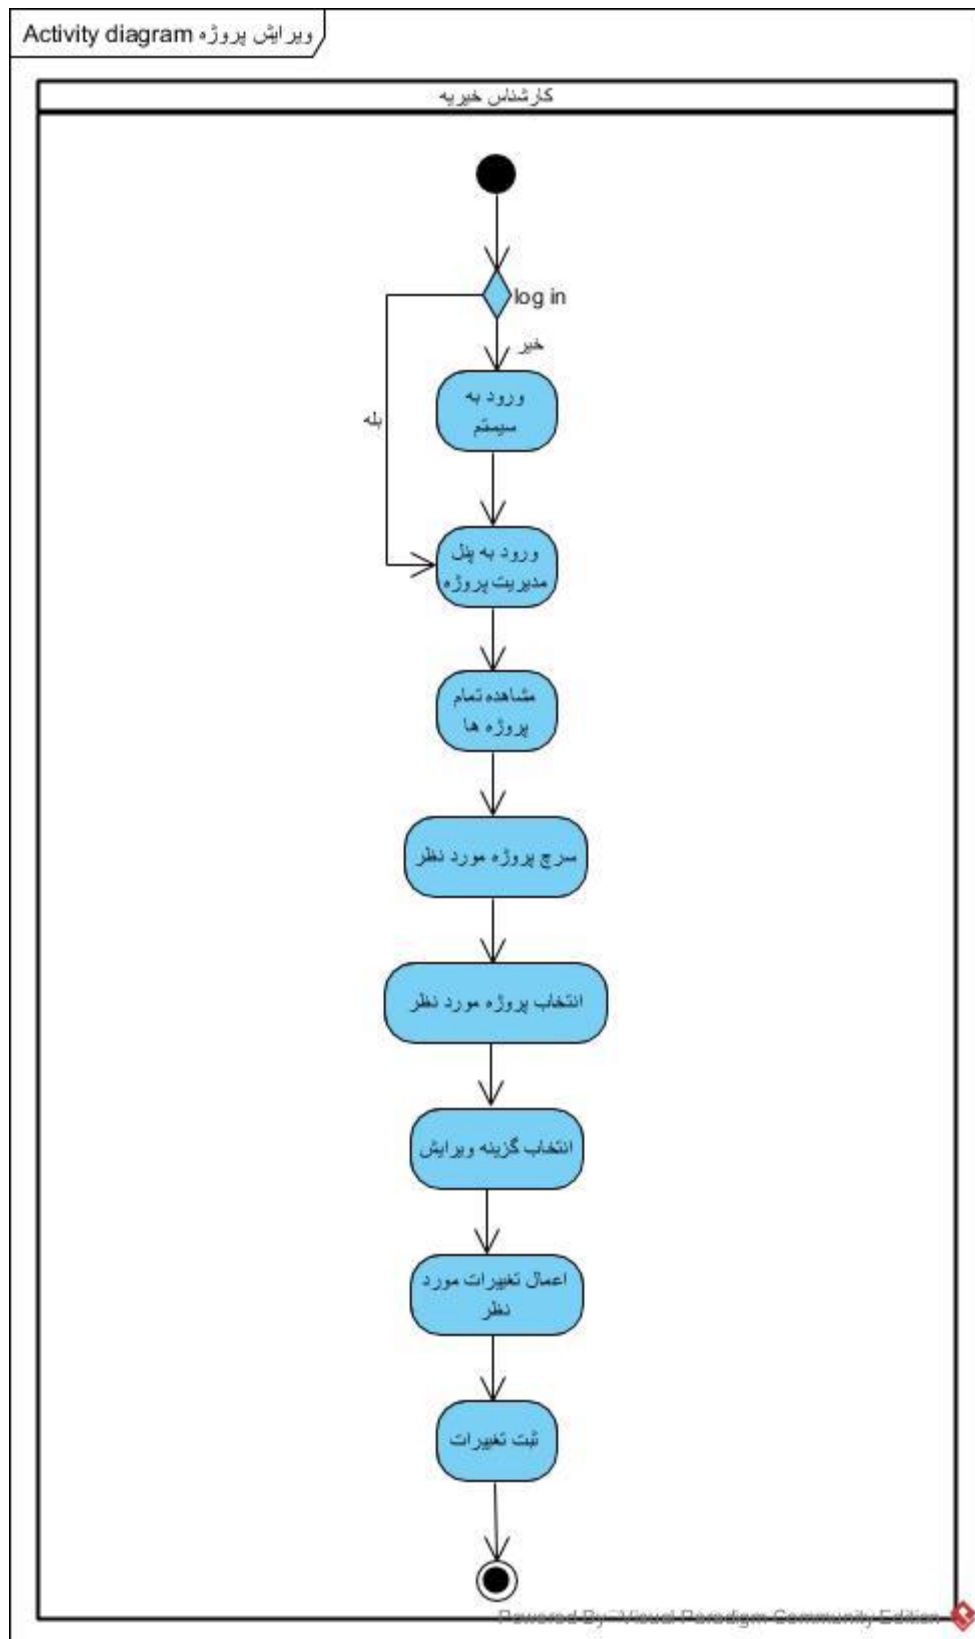 Activity diagram ویرایش پروژه
کارشناس خیریه
log in
خیر
ورود به
سیستم
بله
ورود به پنل
مدیریت پروژه
مشاهده تمام
پروژه ها
سرچ پروژه مورد نظر
انتخاب پروژه مورد نظر
انتخاب گزینه ویرایش
اعمال تغییرات مورد
نظر
ثبت تغییرات
Powered By Visual Paradigm Community Edition